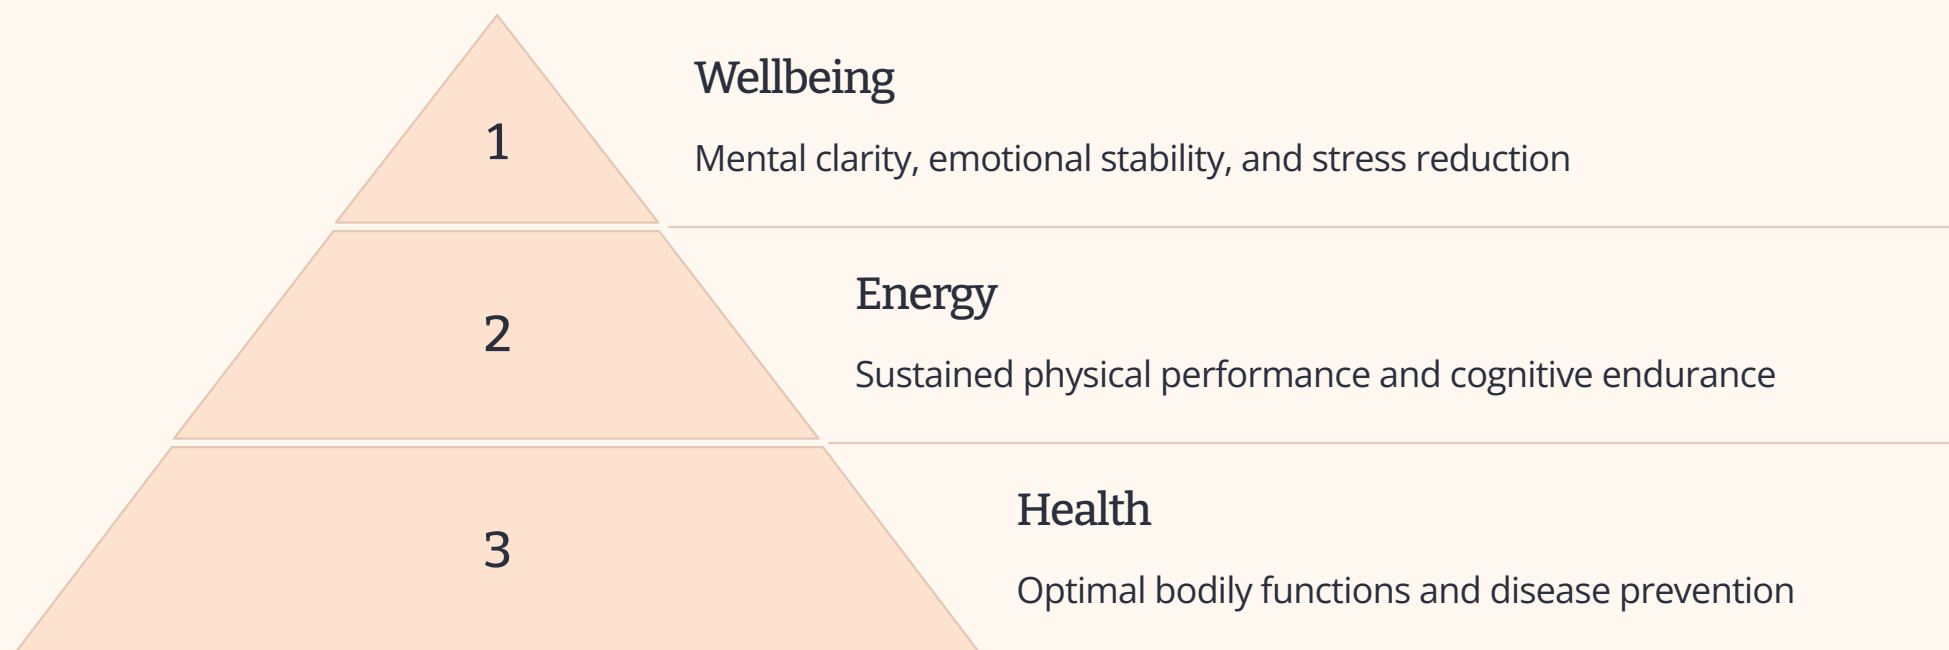 1
Wellbeing
Mental clarity, emotional stability, and stress reduction
2
Energy
Sustained physical performance and cognitive endurance
3
Health
Optimal bodily functions and disease prevention